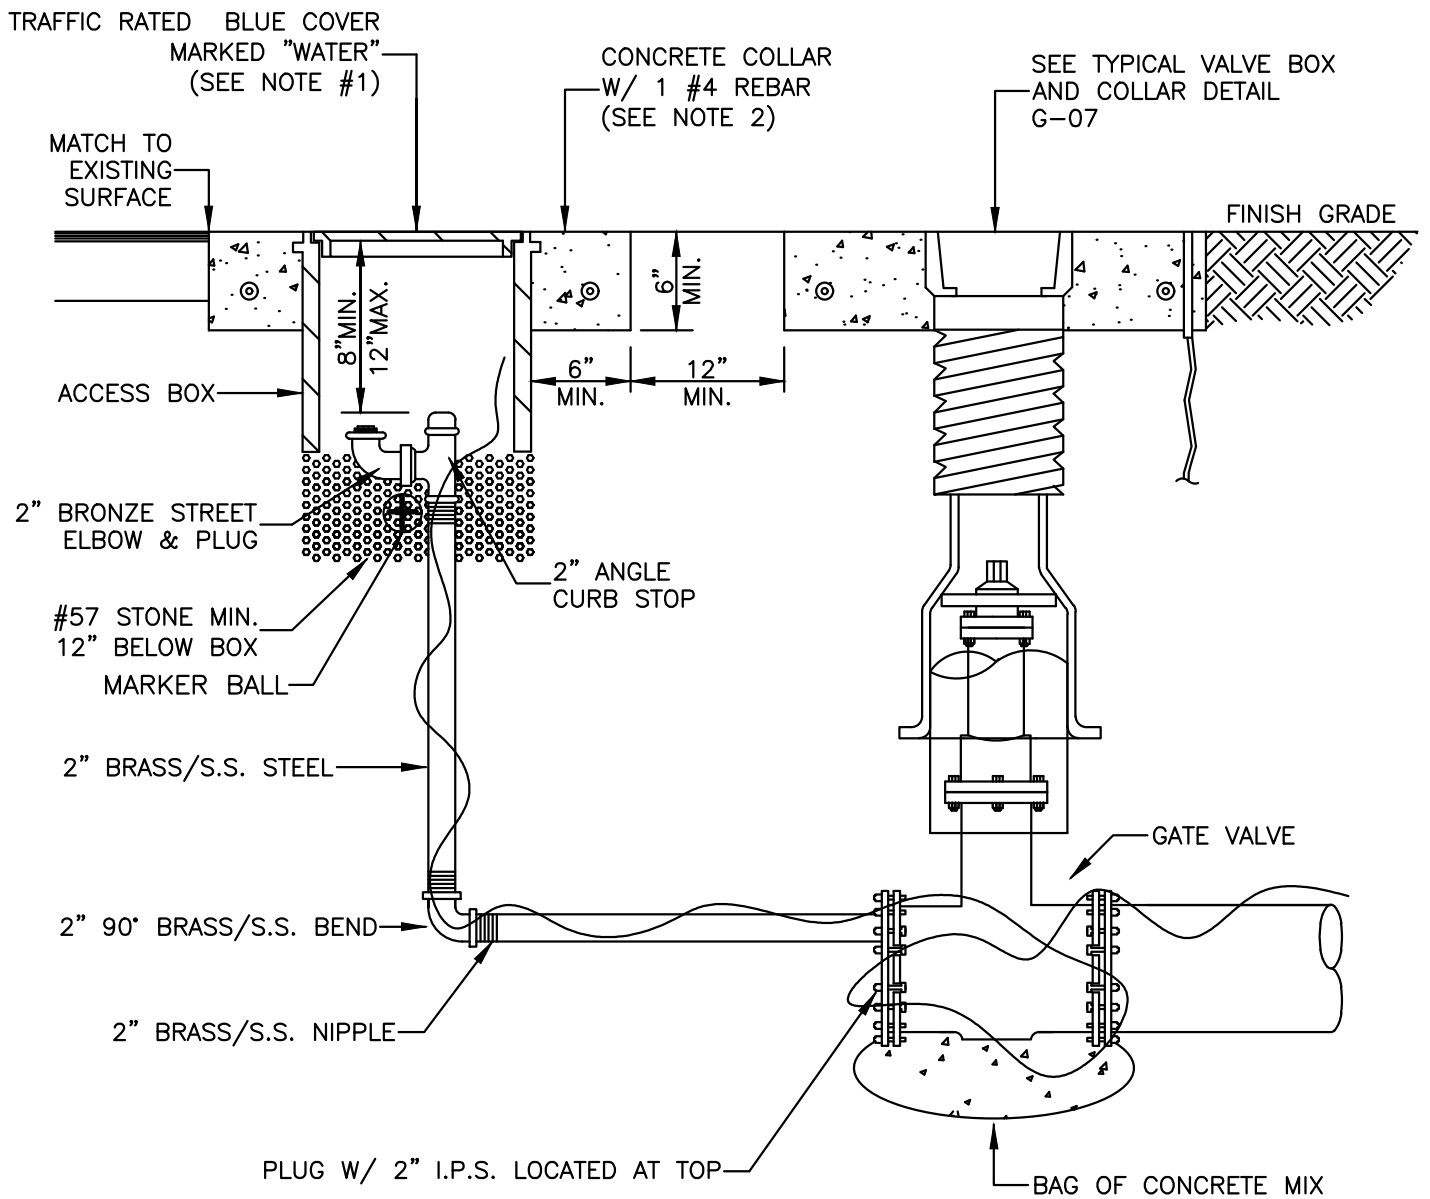 TRAFFIC RATED BLUE COVER
MARKED "WATER"
(SEE NOTE #1)
CONCRETE COLLAR
W/ 1 #4 REBAR
(SEE NOTE 2)
SEE TYPICAL VALVE BOX
AND COLLAR DETAIL
G-07
MATCH TO
EXISTING
SURFACE
FINISH GRADE
8"MIN.
12"MAX.
6"
MIN.
ACCESS BOX
6"
MIN.
12"
MIN.
2" BRONZE STREET
ELBOW & PLUG
2" ANGLE
CURB STOP
#57 STONE MIN.
12" BELOW BOX
MARKER BALL
2" BRASS/S.S. STEEL
GATE VALVE
2" 90° BRASS/S.S. BEND
2" BRASS/S.S. NIPPLE
PLUG W/ 2" I.P.S. LOCATED AT TOP
BAG OF CONCRETE MIX